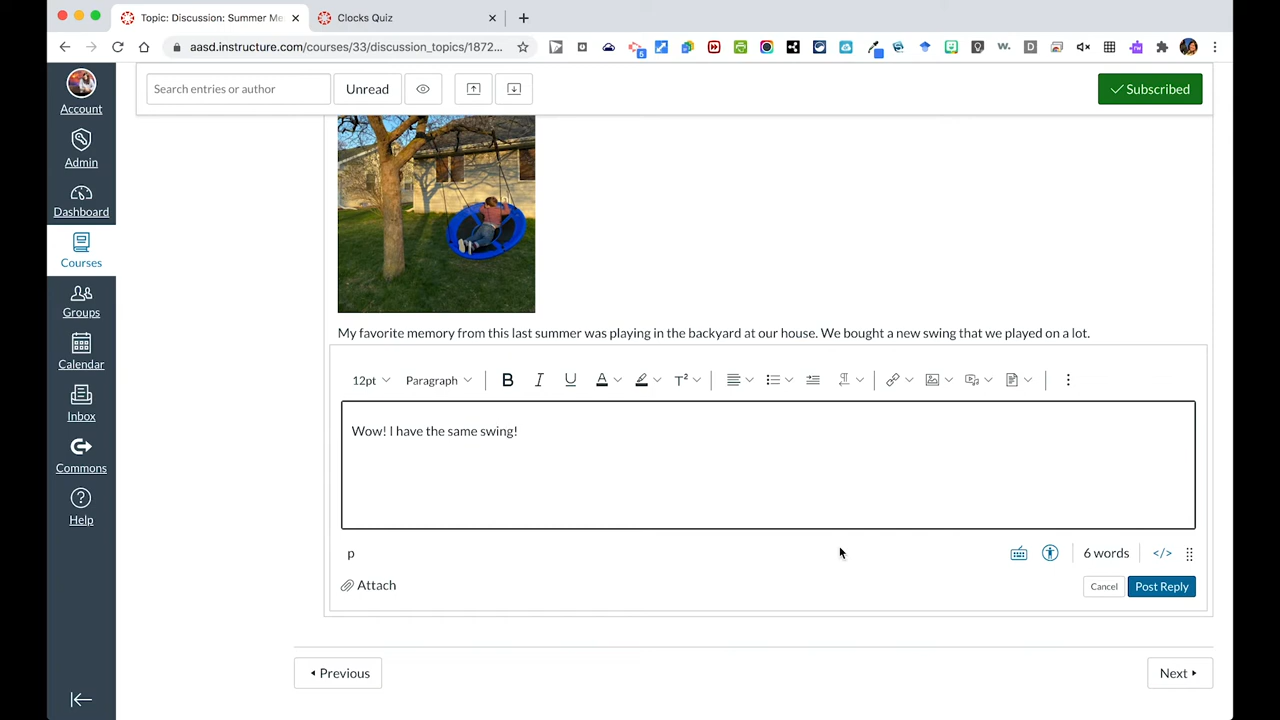 Topic: Discussion: Summer Me
Clocks Quiz
aasd.instructure.com/courses/33/discussion_topics/1872...
Account
Admin
Dashboard
Courses
Groups
Calendar
Inbox
Commons
Help
Search entries or author
Unread
Subscribed
My favorite memory from this last summer was playing in the backyard at our house. We bought a new swing that we played on a lot.
12pt Paragraph B I U A T²
Wow! I have the same swing!
p
6 words </>
Attach
Cancel Post Reply
Previous
Next